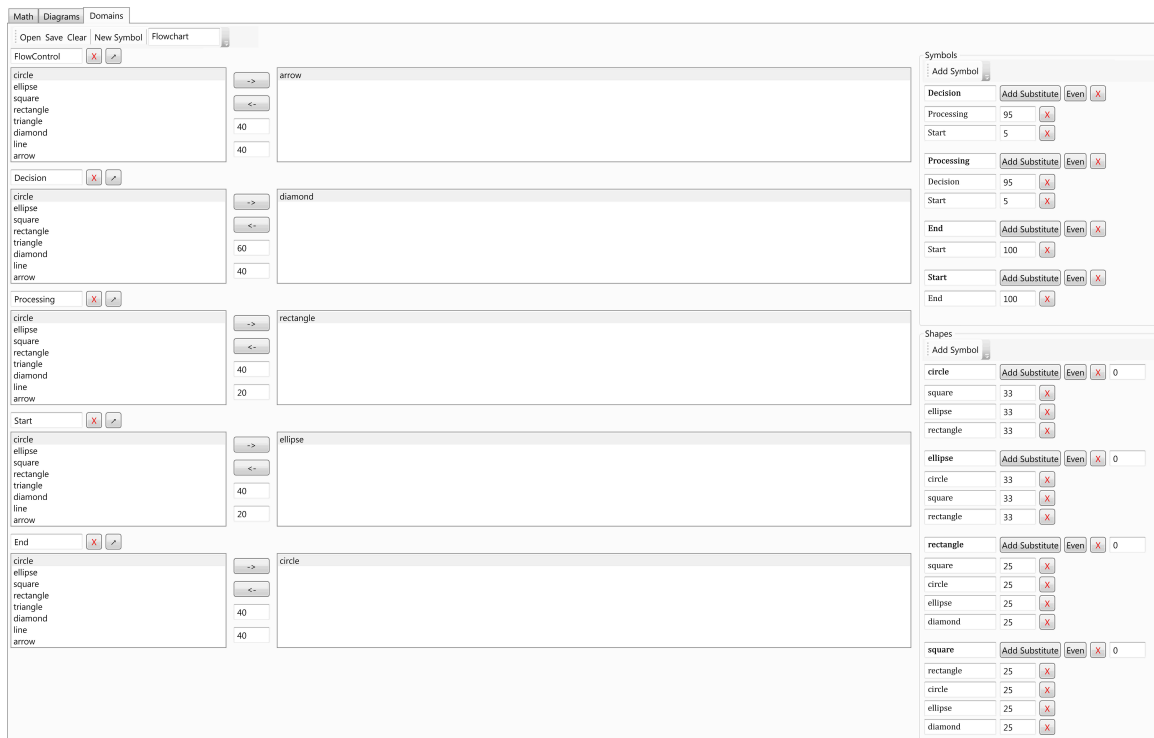 Math Diagrams Domains
Open Save Clear New Symbol Flowchart
FlowControl X
circle
ellipse
square
rectangle
triangle
diamond
line
arrow
->
<-
40
40
arrow
Decision X
circle
ellipse
square
rectangle
triangle
diamond
line
arrow
->
<-
60
40
diamond
Processing X
circle
ellipse
square
rectangle
triangle
diamond
line
arrow
->
<-
40
20
rectangle
Start X
circle
ellipse
square
rectangle
triangle
diamond
line
arrow
->
<-
40
20
ellipse
End X
circle
ellipse
square
rectangle
triangle
diamond
line
arrow
->
<-
40
40
circle
Symbols
Add Symbol
Decision Add Substitute Even X
Processing 95 X
Start 5 X
Processing Add Substitute Even X
Decision 95 X
Start 5 X
End Add Substitute Even X
Start 100 X
Start Add Substitute Even X
End 100 X
Shapes
Add Symbol
circle Add Substitute Even X 0
square 33 X
ellipse 33 X
rectangle 33 X
ellipse Add Substitute Even X 0
circle 33 X
square 33 X
rectangle 33 X
rectangle Add Substitute Even X 0
square 25 X
circle 25 X
ellipse 25 X
diamond 25 X
square Add Substitute Even X 0
rectangle 25 X
circle 25 X
ellipse 25 X
diamond 25 X